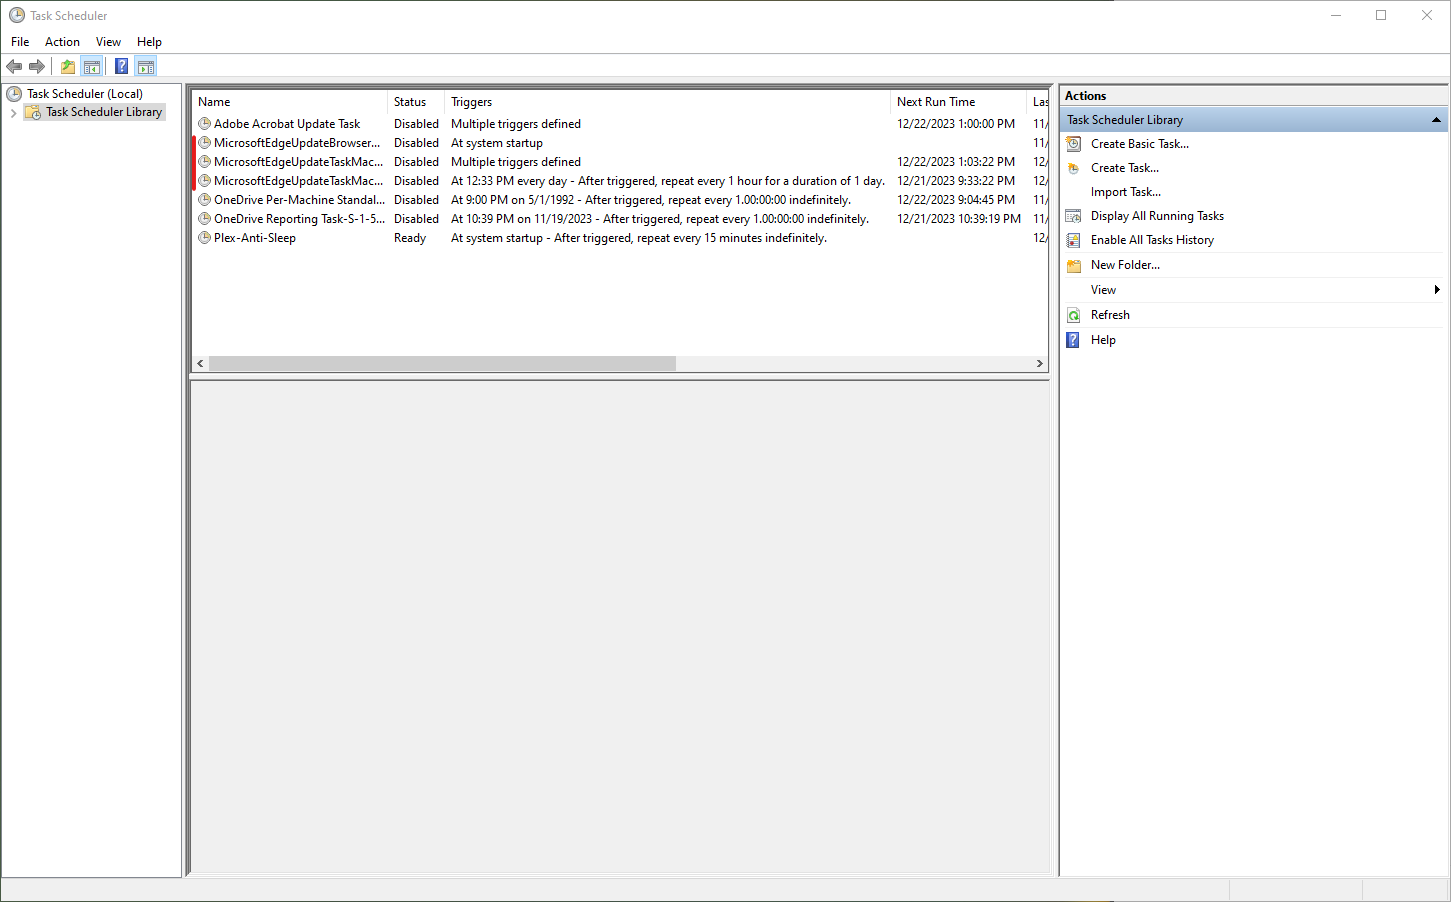 Task Scheduler
File Action View Help
Task Scheduler (Local)
Task Scheduler Library
Name Status Triggers Next Run Time Las
Adobe Acrobat Update Task Disabled Multiple triggers defined 12/22/2023 1:00:00 PM 11/
MicrosoftEdgeUpdateBrowser... Disabled At system startup 11/
MicrosoftEdgeUpdateTaskMac... Disabled Multiple triggers defined 12/22/2023 1:03:22 PM 12/
MicrosoftEdgeUpdateTaskMac... Disabled At 12:33 PM every day - After triggered, repeat every 1 hour for a duration of 1 day. 12/21/2023 9:33:22 PM 12/
OneDrive Per-Machine Standal... Disabled At 9:00 PM on 5/1/1992 - After triggered, repeat every 1.00:00:00 indefinitely. 12/22/2023 9:04:45 PM 11/
OneDrive Reporting Task-S-1-5... Disabled At 10:39 PM on 11/19/2023 - After triggered, repeat every 1.00:00:00 indefinitely. 12/21/2023 10:39:19 PM 11/
Plex-Anti-Sleep Ready At system startup - After triggered, repeat every 15 minutes indefinitely. 12/
Actions
Task Scheduler Library
Create Basic Task...
Create Task...
Import Task...
Display All Running Tasks
Enable All Tasks History
New Folder...
View
Refresh
Help